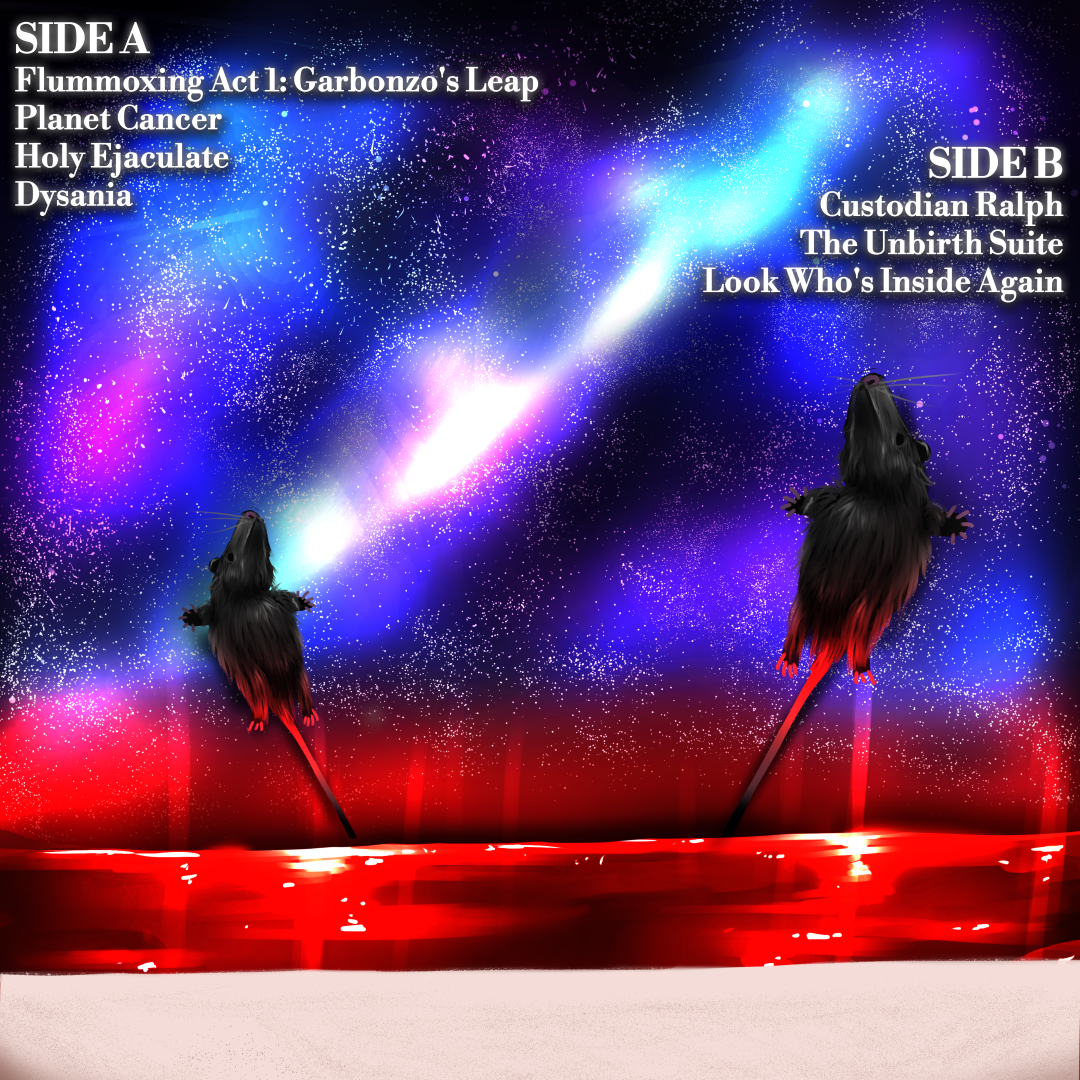 SIDE A
Flummoxing Act 1: Garbonzo's Leap
Planet Cancer
Holy Ejaculate
Dysania
SIDE B
Custodian Ralph
The Unbirth Suite
Look Who's Inside Again